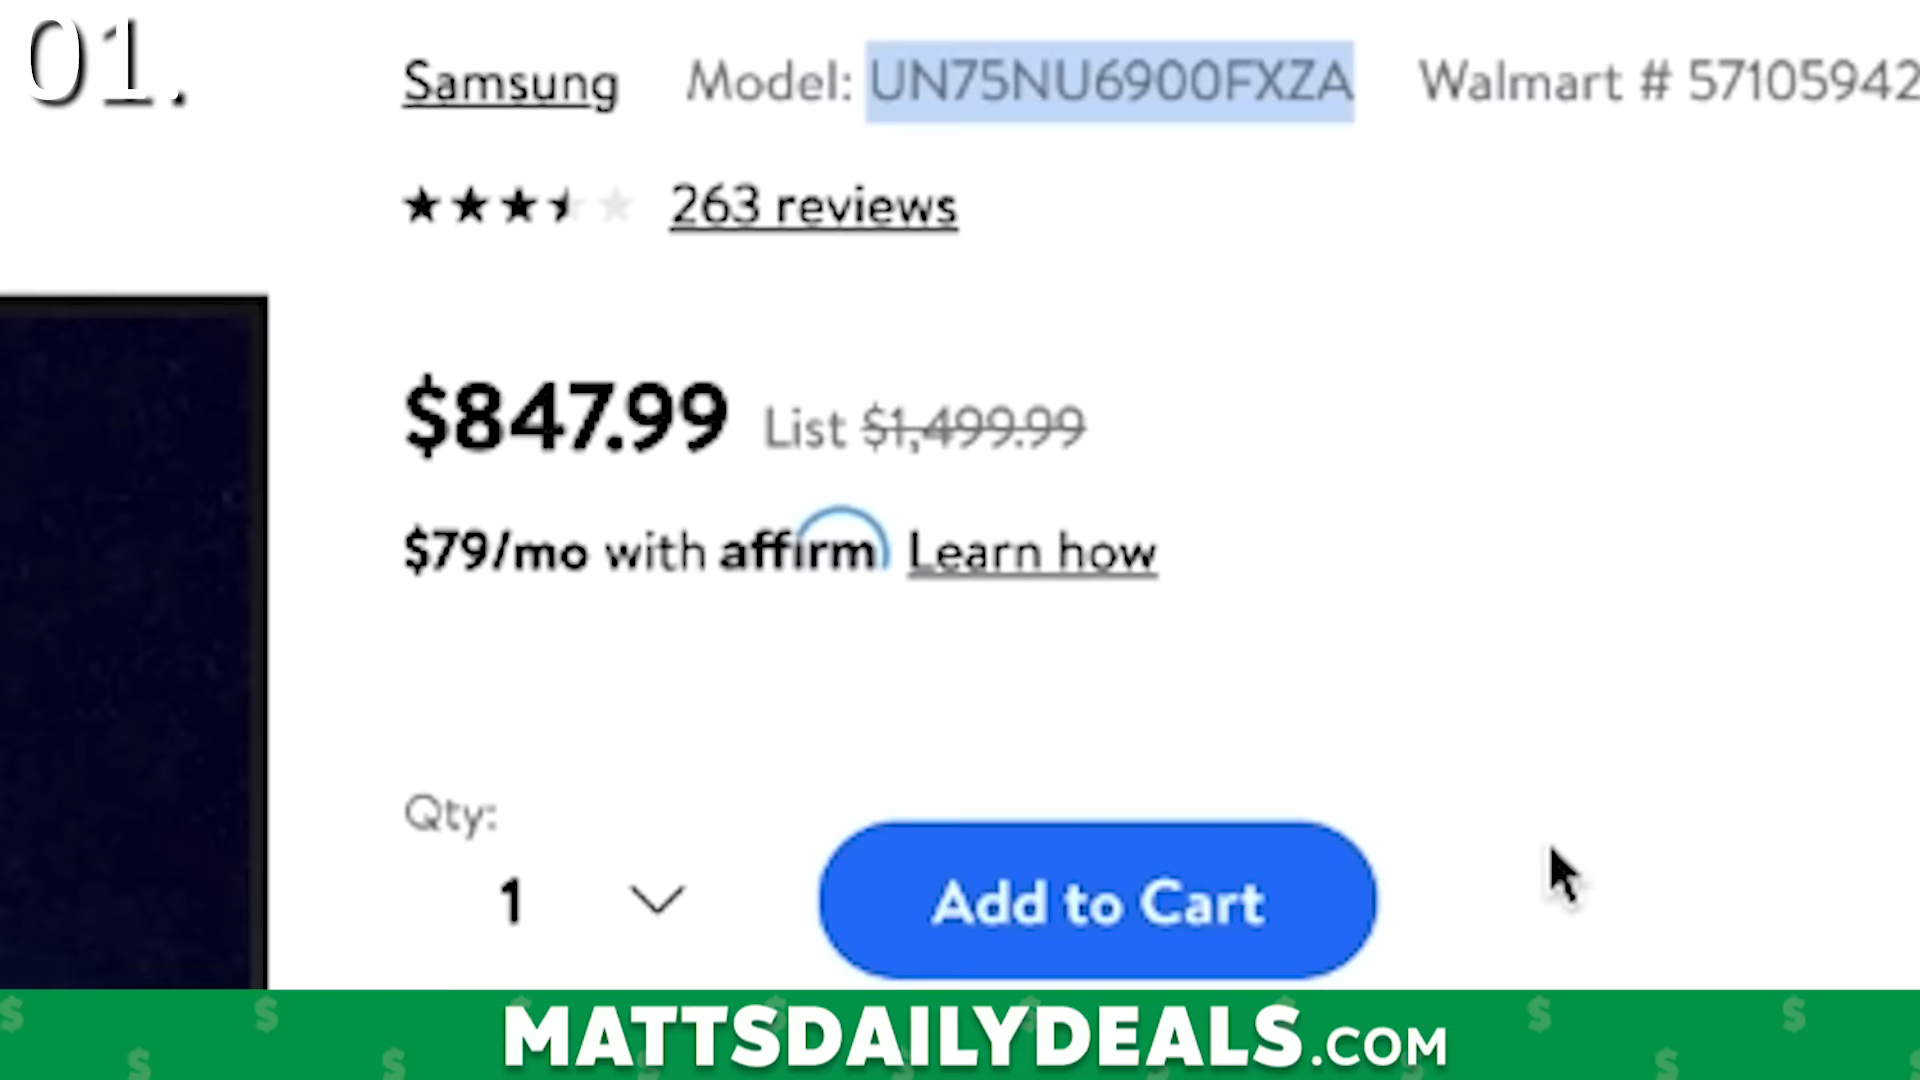 01.
Samsung Model: UN75NU6900FXZA Walmart # 57105942
263 reviews
$847.99 List $1,499.99
$79/mo with affirm Learn how
Qty:
1
Add to Cart
MATTSDAILYDEALS.COM